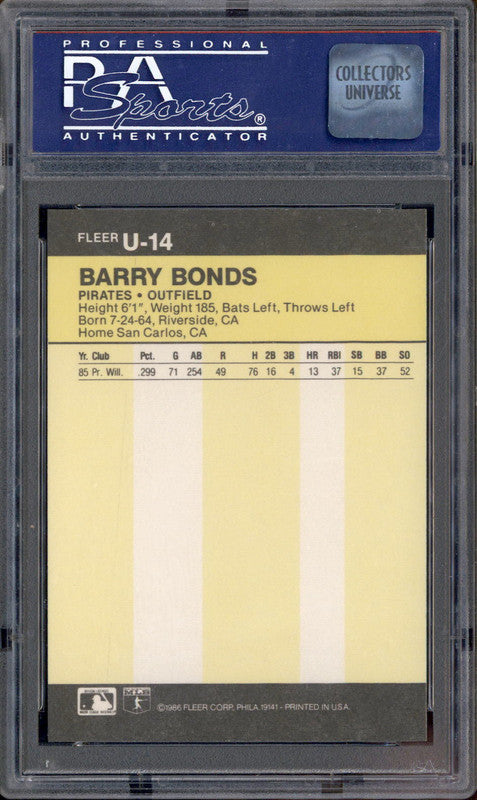 PROFESSIONAL
PSA
Sports®
AUTHENTICATOR
COLLECTORS
UNIVERSE
FLEER U-14
BARRY BONDS
PIRATES • OUTFIELD
Height 6'1", Weight 185, Bats Left, Throws Left
Born 7-24-64, Riverside, CA
Home San Carlos, CA
Yr. Club Pct. G AB R H 2B 3B HR RBI SB BB SO
85 Pr. Will. .299 71 254 49 76 16 4 13 37 15 37 52
©1986 FLEER CORP., PHILA. 19141 - PRINTED IN U.S.A.